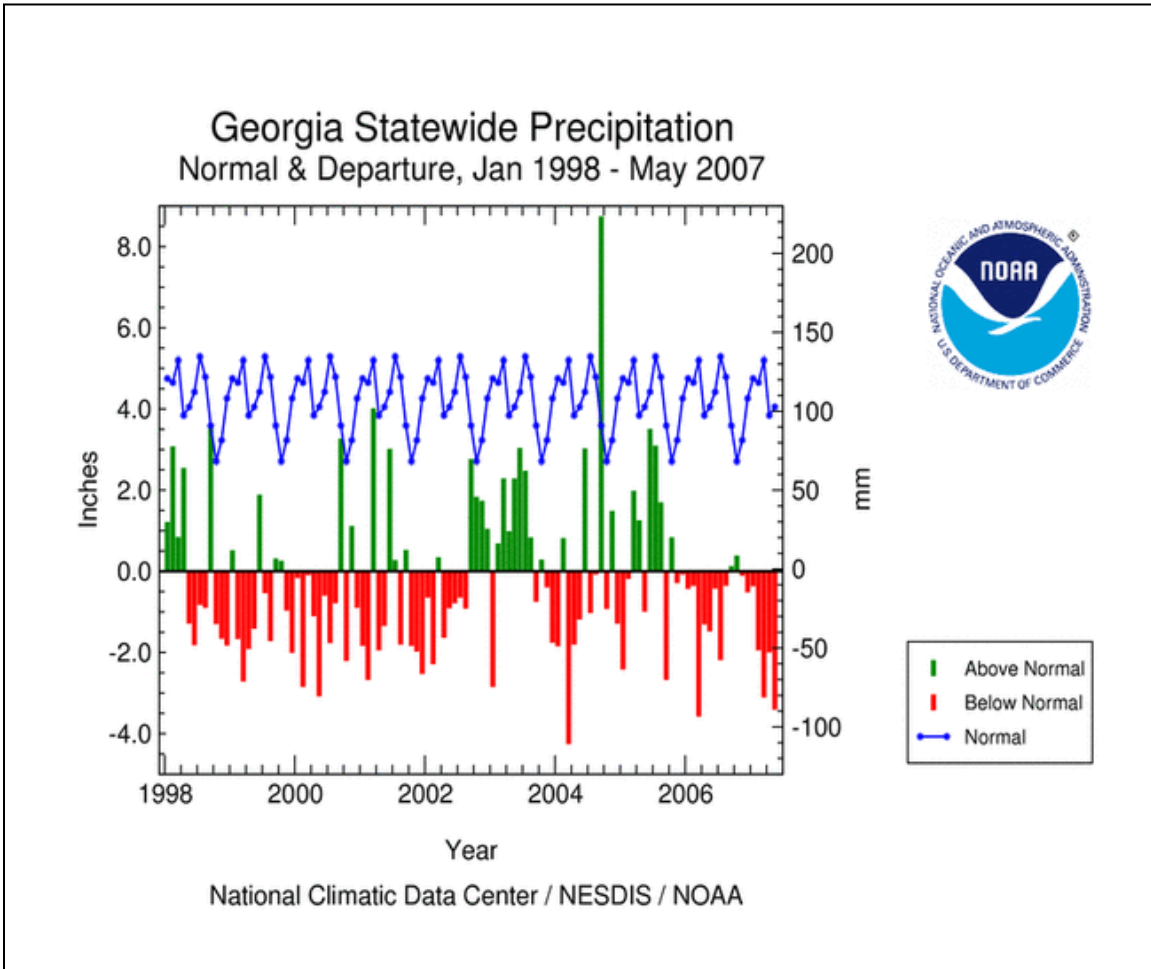 Georgia Statewide Precipitation
Normal & Departure, Jan 1998 - May 2007
8.0
6.0
4.0
2.0
0.0
-2.0
-4.0
Inches
200
150
100
50
0
-50
-100
mm
1998 2000 2002 2004 2006
Year
National Climatic Data Center / NESDIS / NOAA
NATIONAL OCEANIC AND ATMOSPHERIC ADMINISTRATION
NOAA
U.S. DEPARTMENT OF COMMERCE
Above Normal
Below Normal
Normal